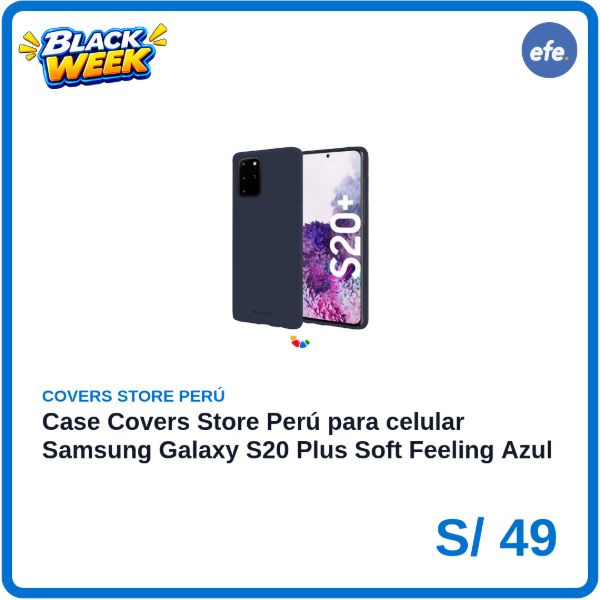 BLACK
WEEK
efe.
S20+
COVERS STORE PERÚ
Case Covers Store Perú para celular
Samsung Galaxy S20 Plus Soft Feeling Azul
S/ 49